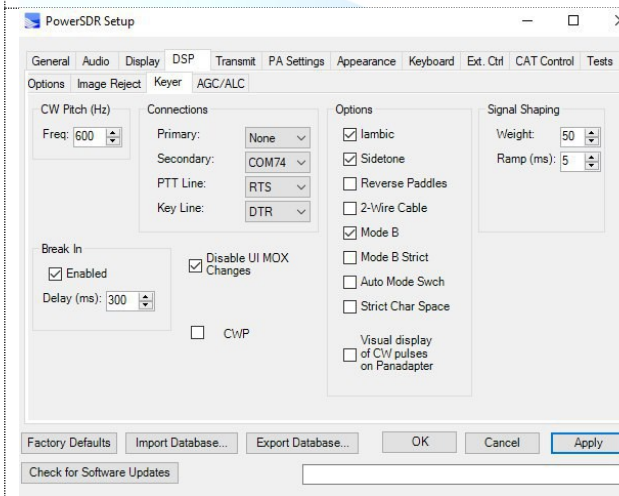 PowerSDR Setup
General Audio Display DSP Transmit PA Settings Appearance Keyboard Ext. Ctrl CAT Control Tests
Options Image Reject Keyer AGC/ALC
CW Pitch (Hz)
Freq: 600
Connections
Primary: None
Secondary: COM74
PTT Line: RTS
Key Line: DTR
Options
Iambic
Sidetone
Reverse Paddles
2-Wire Cable
Mode B
Mode B Strict
Auto Mode Swch
Strict Char Space
Visual display
of CW pulses
on Panadapter
Signal Shaping
Weight: 50
Ramp (ms): 5
Break In
Enabled
Delay (ms): 300
Disable UI MOX
Changes
CWP
Factory Defaults Import Database... Export Database... OK Cancel Apply
Check for Software Updates